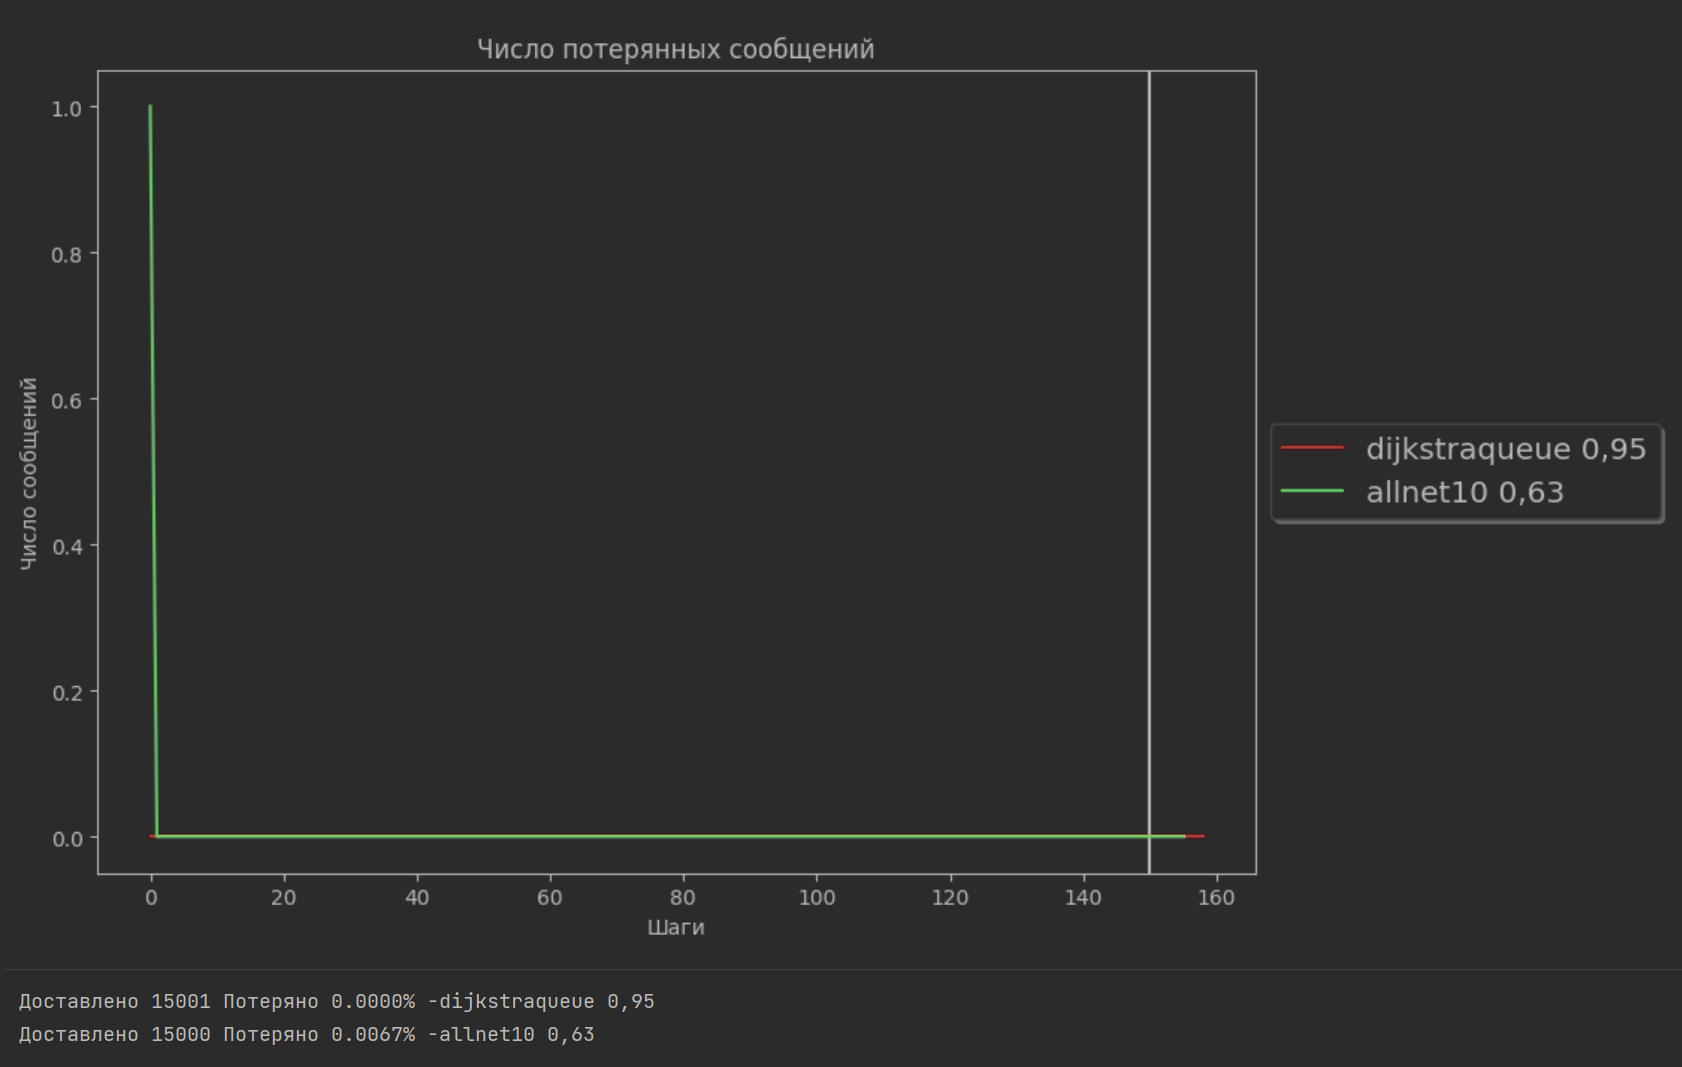 Число потерянных сообщений
1.0
0.8
0.6
0.4
0.2
0.0
Число сообщений
0 20 40 60 80 100 120 140 160
Шаги
dijkstraqueue 0,95
allnet10 0,63
Доставлено 15001 Потеряно 0.0000% -dijkstraqueue 0,95
Доставлено 15000 Потеряно 0.0067% -allnet10 0,63